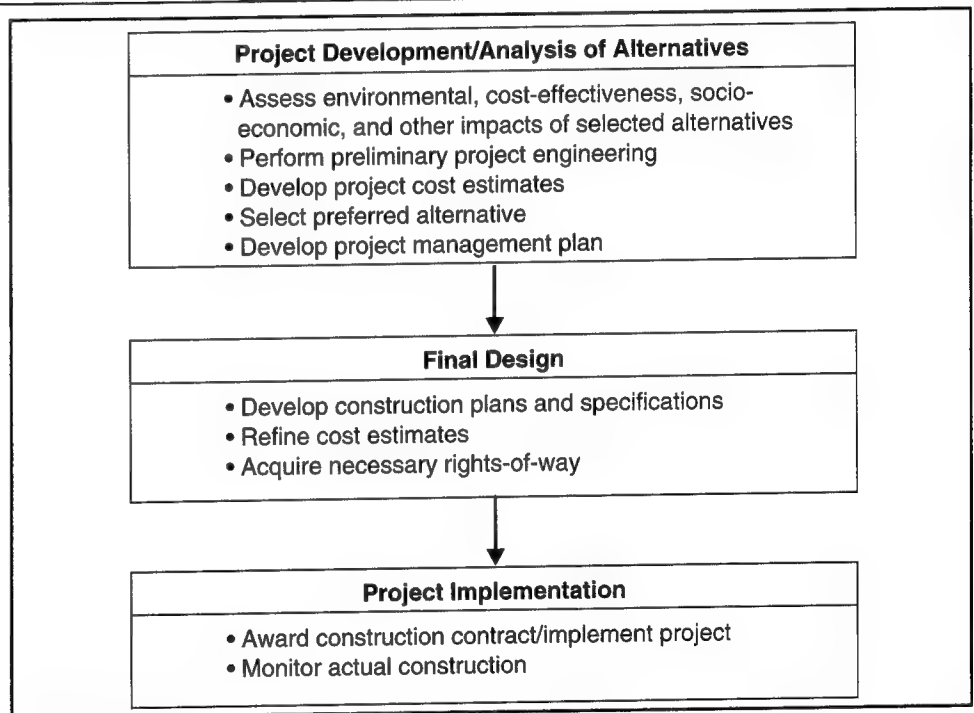 Project Development/Analysis of Alternatives
• Assess environmental, cost-effectiveness, socio-
economic, and other impacts of selected alternatives
• Perform preliminary project engineering
• Develop project cost estimates
• Select preferred alternative
• Develop project management plan
Final Design
• Develop construction plans and specifications
• Refine cost estimates
• Acquire necessary rights-of-way
Project Implementation
• Award construction contract/implement project
• Monitor actual construction